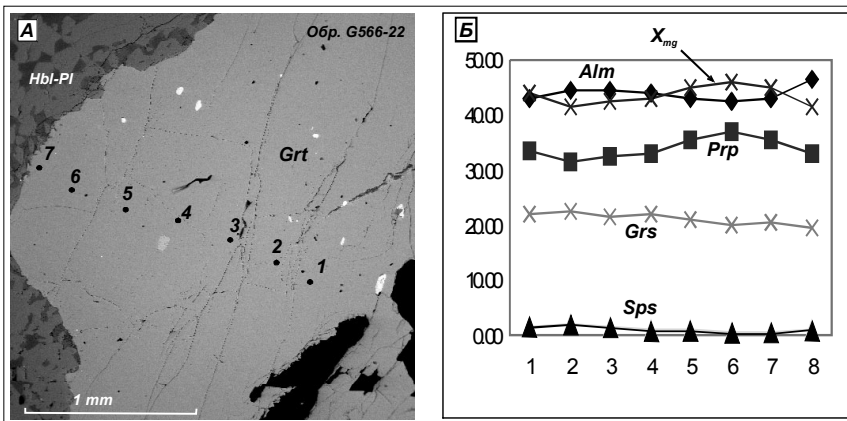 А
Обр. G566-22
Hbl-Pl
Grt
7
6
5
4
3
2
1
1 mm
Б
Xmg
50.00
40.00
30.00
20.00
10.00
0.00
Alm
Prp
Grs
Sps
1 2 3 4 5 6 7 8